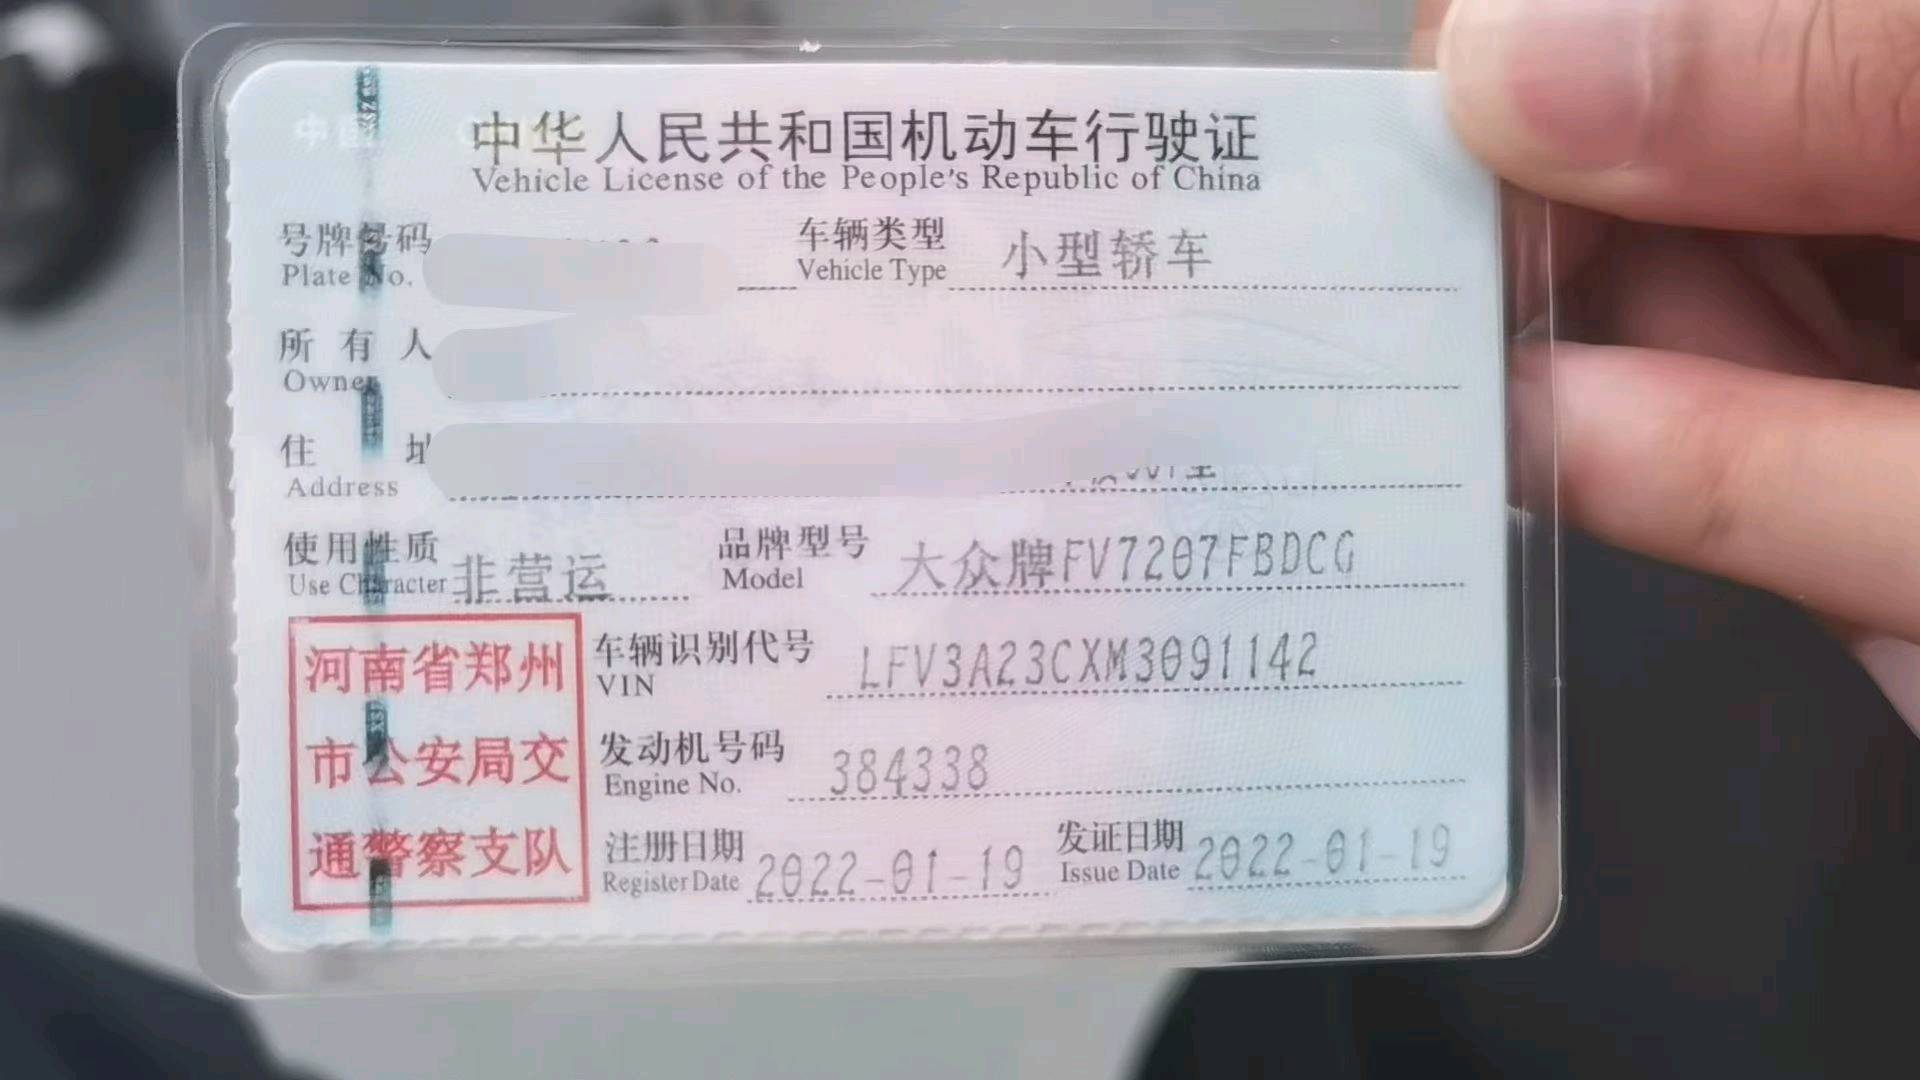 中华人民共和国机动车行驶证
Vehicle License of the People's Republic of China
号牌号码 车辆类型 小型轿车
Plate No. Vehicle Type
所有人
Owner
住址
Address
使用性质 非营运 品牌型号 大众牌FV7207FBDCG
Use Character Model
河南省郑州
市公安局交
通警察支队
车辆识别代号 LFV3A23CXM3091142
VIN
发动机号码 384338
Engine No.
注册日期 2022-01-19 发证日期 2022-01-19
Register Date Issue Date